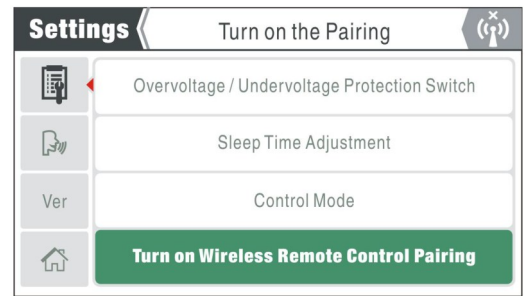 Settings
Turn on the Pairing
Overvoltage / Undervoltage Protection Switch
Sleep Time Adjustment
Ver
Control Mode
Turn on Wireless Remote Control Pairing